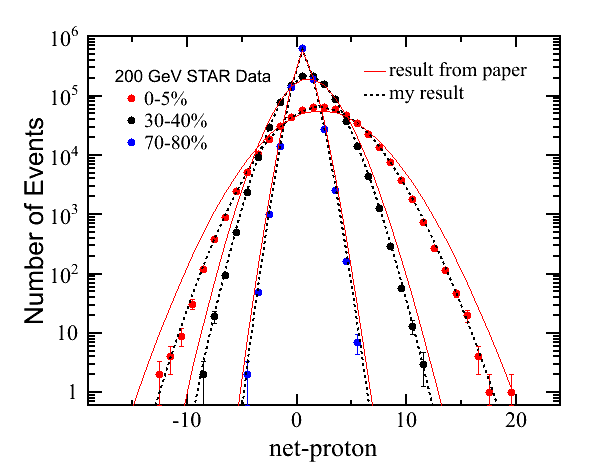 10^6
10^5
10^4
10^3
10^2
10
1
Number of Events
200 GeV STAR Data
0-5%
30-40%
70-80%
result from paper
my result
-10 0 10 20
net-proton